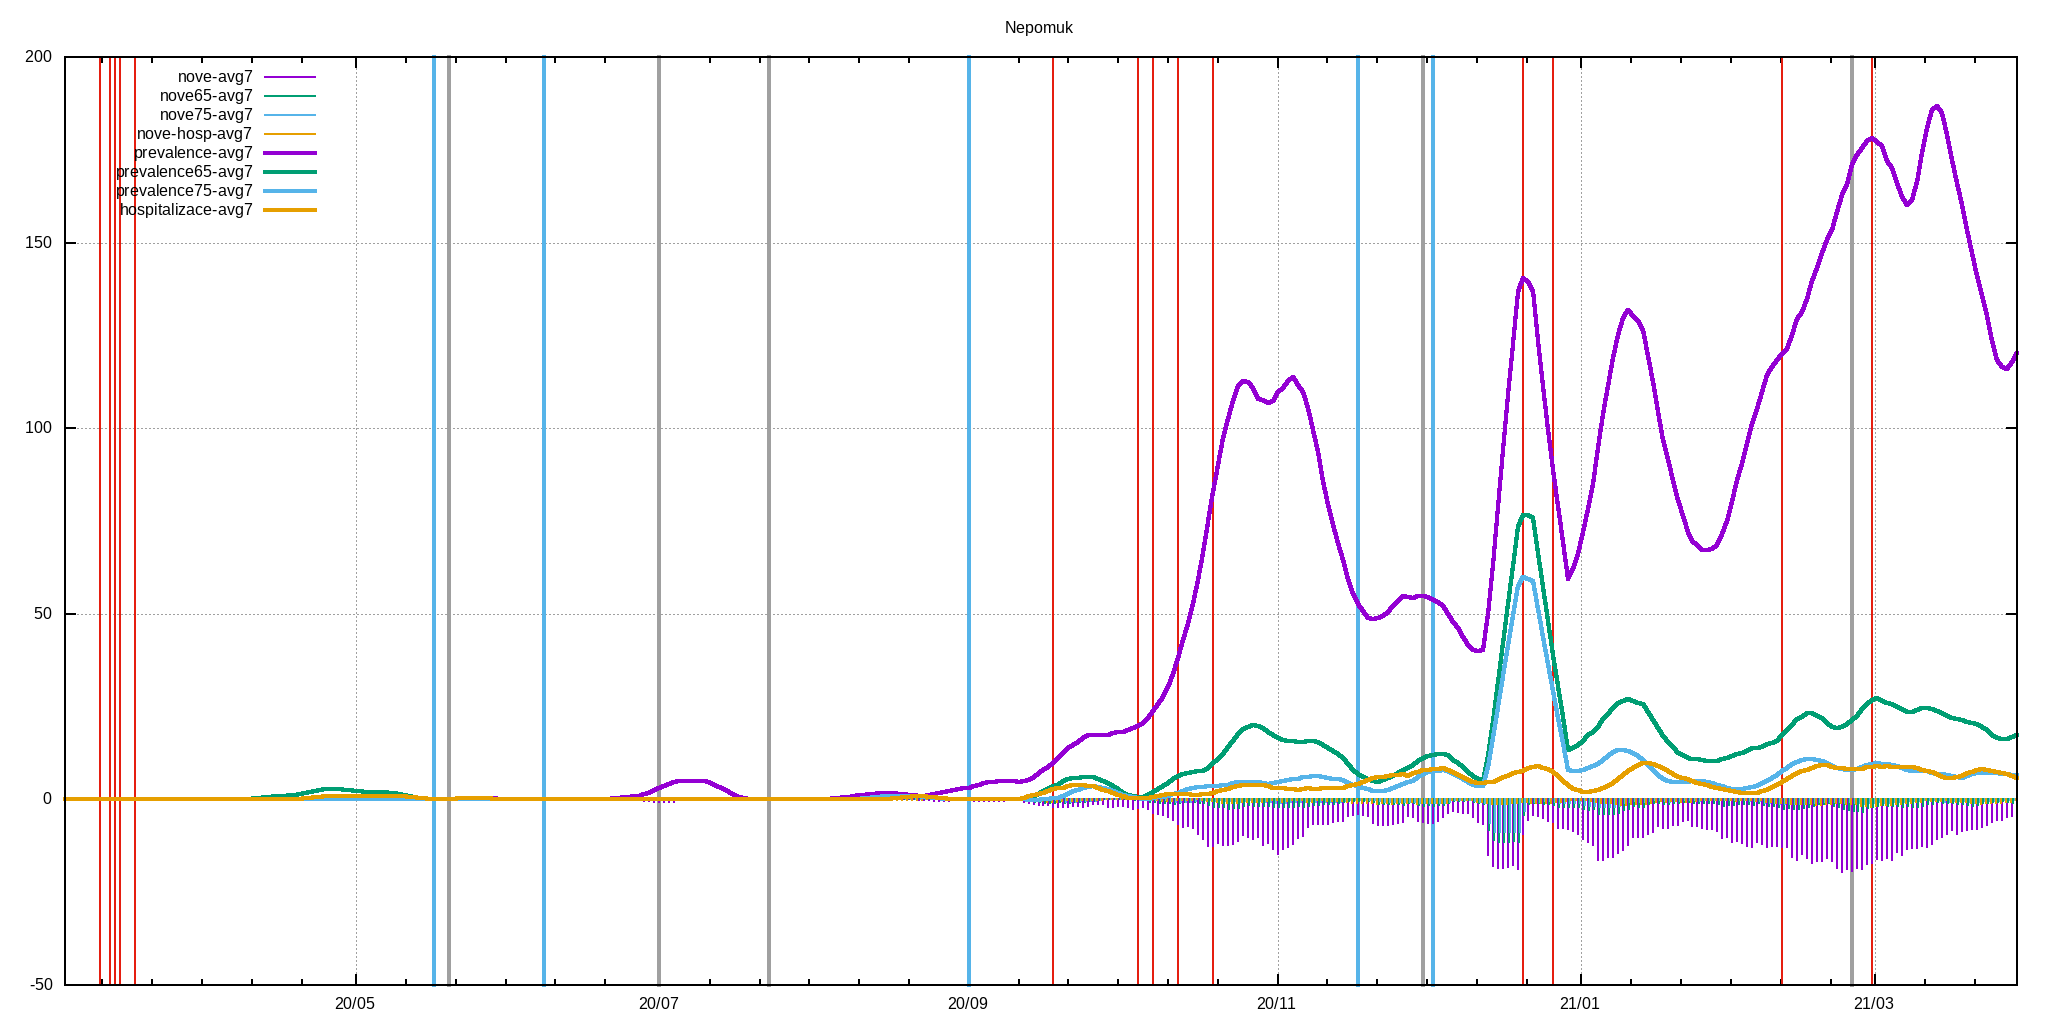 Nepomuk
200
150
100
50
0
-50
nove-avg7
nove65-avg7
nove75-avg7
nove-hosp-avg7
prevalence-avg7
prevalence65-avg7
prevalence75-avg7
hospitalizace-avg7
20/05
20/07
20/09
20/11
21/01
21/03